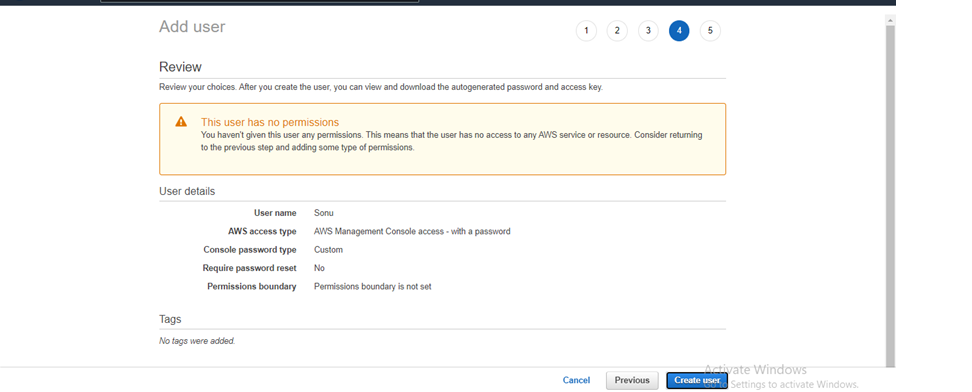 Add user
1 2 3 4 5
Review
Review your choices. After you create the user, you can view and download the autogenerated password and access key.
This user has no permissions
You haven't given this user any permissions. This means that the user has no access to any AWS service or resource. Consider returning
to the previous step and adding some type of permissions.
User details
User name Sonu
AWS access type AWS Management Console access - with a password
Console password type Custom
Require password reset No
Permissions boundary Permissions boundary is not set
Tags
No tags were added.
Activate Windows
Cancel Previous Create user
Go to Settings to activate Windows.